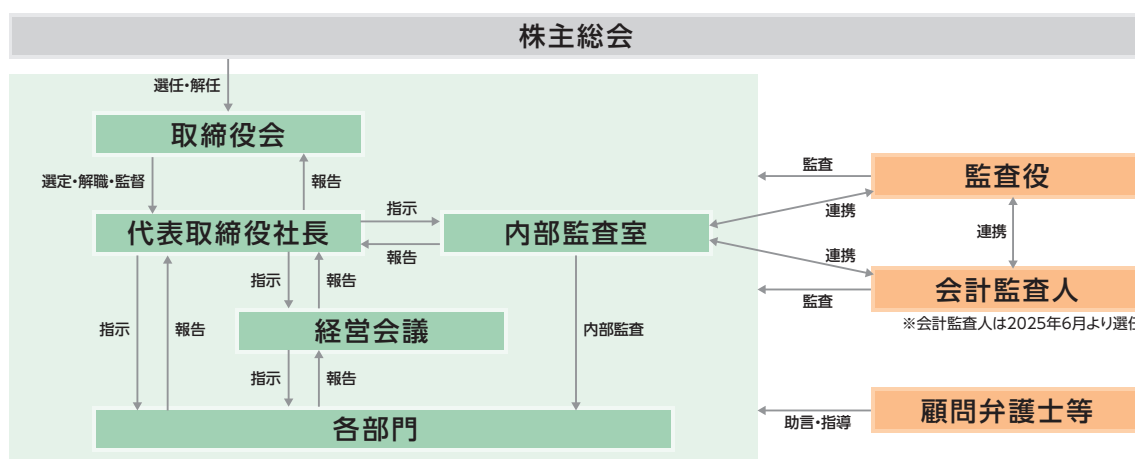 株主総会
選任・解任
取締役会
選定・解職・監督
報告
代表取締役社長
指示
報告
内部監査室
監査
監査役
連携
連携
連携
会計監査人
監査
※会計監査人は2025年6月より選任
指示
報告
経営会議
指示
報告
内部監査
指示
報告
各部門
助言・指導
顧問弁護士等